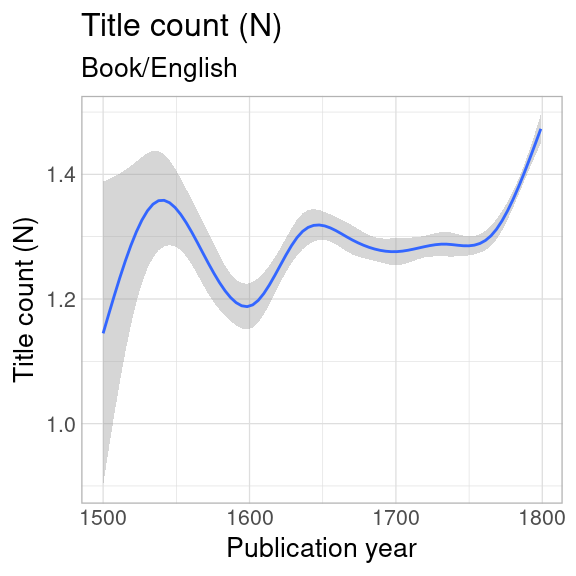 Title count (N)
Book/English
Title count (N)
1.4
1.2
1.0
1500 1600 1700 1800
Publication year